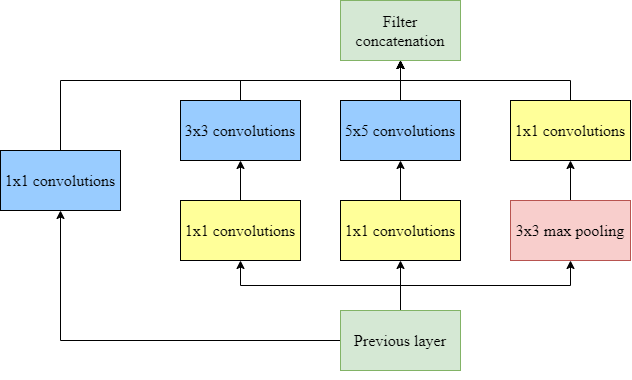 Filter
concatenation
3x3 convolutions
5x5 convolutions
1x1 convolutions
1x1 convolutions
1x1 convolutions
1x1 convolutions
3x3 max pooling
Previous layer